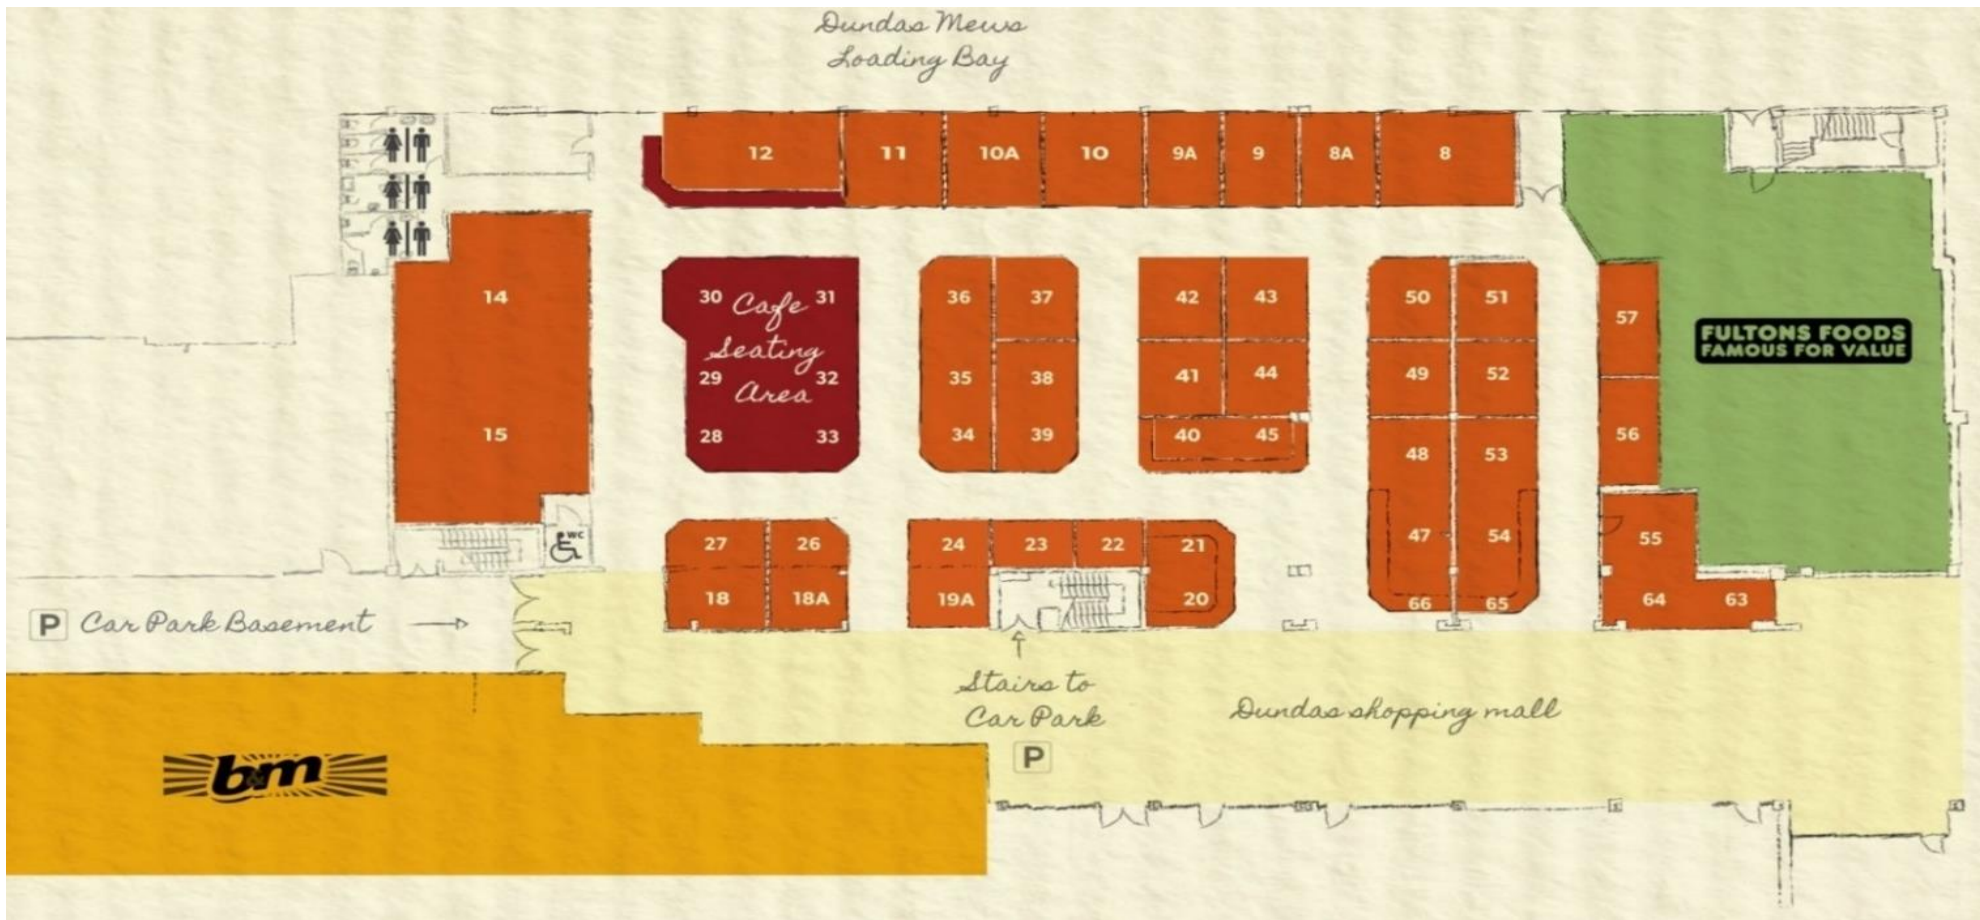 Dundas Mews
Loading Bay
12 11 10A 10 9A 9 8A 8
14
15
30 31
Cafe
Seating
Area
29 32
28 33
36 37
35 38
34 39
42 43
41 44
40 45
50 51
49 52
48 53
47 54
66 65
57
56
FULTONS FOODS
FAMOUS FOR VALUE
55
64 63
WC
27 26
18 18A
24 23 22 21
19A 20
P Car Park Basement
Stairs to
Car Park
P
Dundas shopping mall
b&m